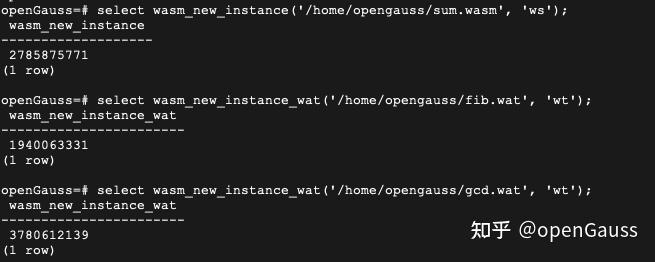 openGauss=# select wasm_new_instance('/home/opengauss/sum.wasm', 'ws');
 wasm_new_instance
-------------------
 2785875771
(1 row)

openGauss=# select wasm_new_instance_wat('/home/opengauss/fib.wat', 'wt');
 wasm_new_instance_wat
-----------------------
 1940063331
(1 row)

openGauss=# select wasm_new_instance_wat('/home/opengauss/gcd.wat', 'wt');
 wasm_new_instance_wat
-----------------------
 3780612139
(1 row)
知乎 @openGauss